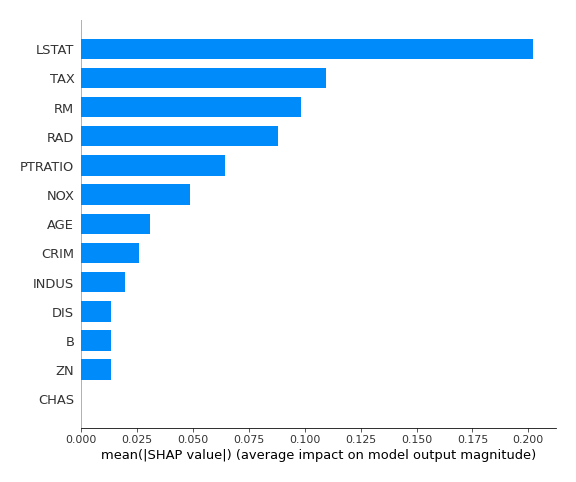 LSTAT
TAX
RM
RAD
PTRATIO
NOX
AGE
CRIM
INDUS
DIS
B
ZN
CHAS
0.000 0.025 0.050 0.075 0.100 0.125 0.150 0.175 0.200
mean(|SHAP value|) (average impact on model output magnitude)